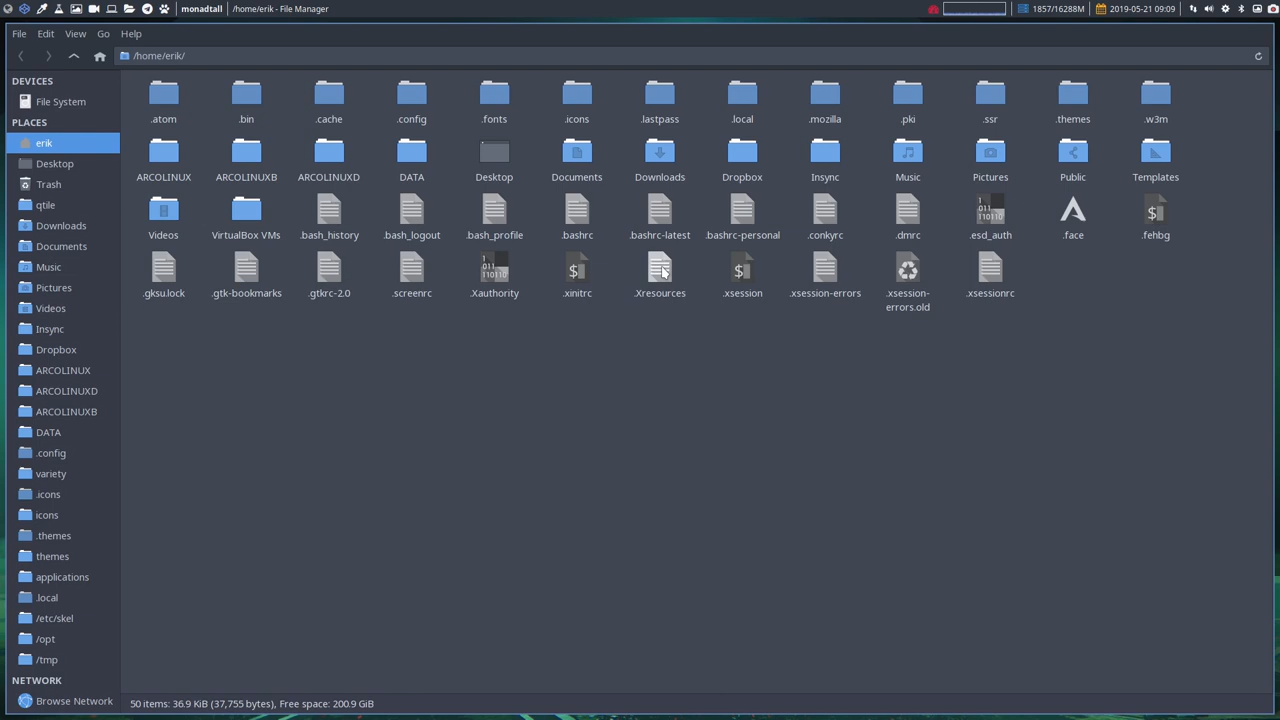 monadtall /home/erik - File Manager 1857/16288M 2019-05-21 09:09
File Edit View Go Help
/home/erik/
DEVICES
File System
PLACES
erik
Desktop
Trash
qtile
Downloads
Documents
Music
Pictures
Videos
Insync
Dropbox
ARCOLINUX
ARCOLINUXD
ARCOLINUXB
DATA
.config
variety
.icons
icons
.themes
themes
applications
.local
/etc/skel
/opt
/tmp
NETWORK
Browse Network
.atom .bin .cache .config .fonts .icons .lastpass .local .mozilla .pki .ssr .themes .w3m
ARCOLINUX ARCOLINUXB ARCOLINUXD DATA Desktop Documents Downloads Dropbox Insync Music Pictures Public Templates
1
011
110110
Videos VirtualBox VMs .bash_history .bash_logout .bash_profile .bashrc .bashrc-latest .bashrc-personal .conkyrc .dmrc .esd_auth .face .fehbg
1
011
110110
.gksu.lock .gtk-bookmarks .gtkrc-2.0 .screenrc .Xauthority .xinitrc .Xresources .xsession .xsession-errors .xsession- .xsessionrc
errors.old
50 items: 36.9 KiB (37,755 bytes), Free space: 200.9 GiB